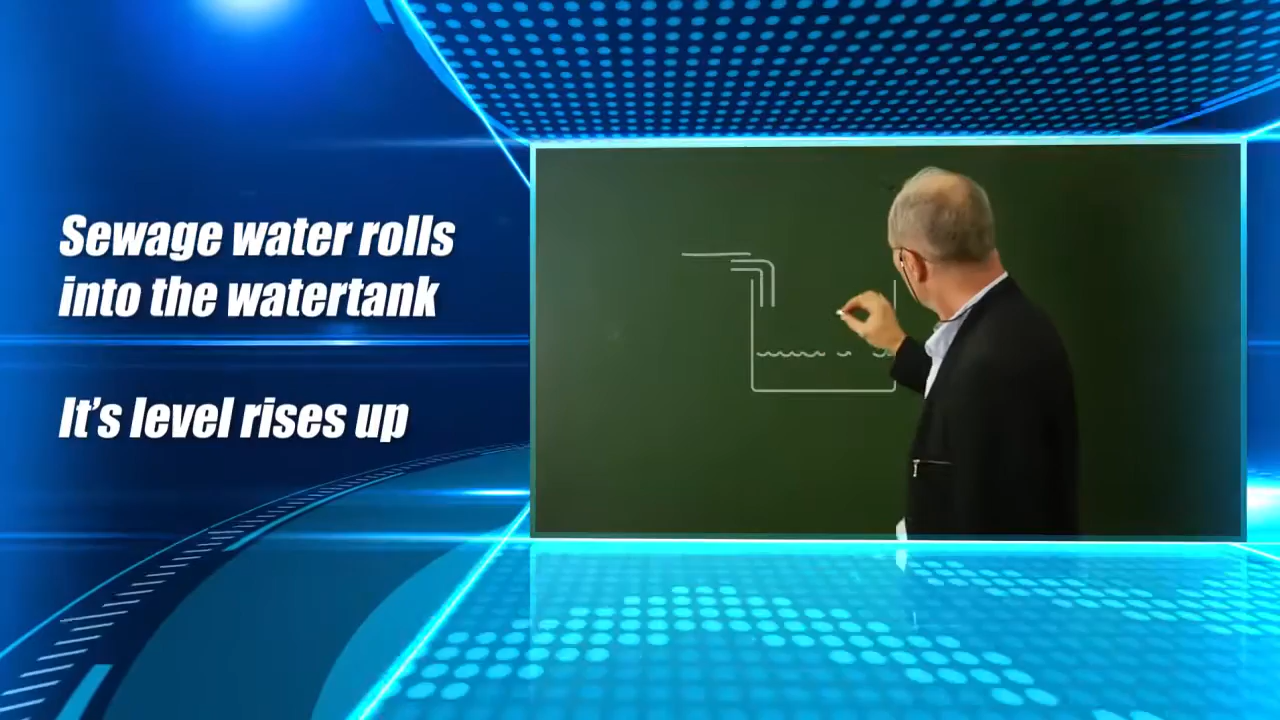 Sewage water rolls
into the watertank
It's level rises up